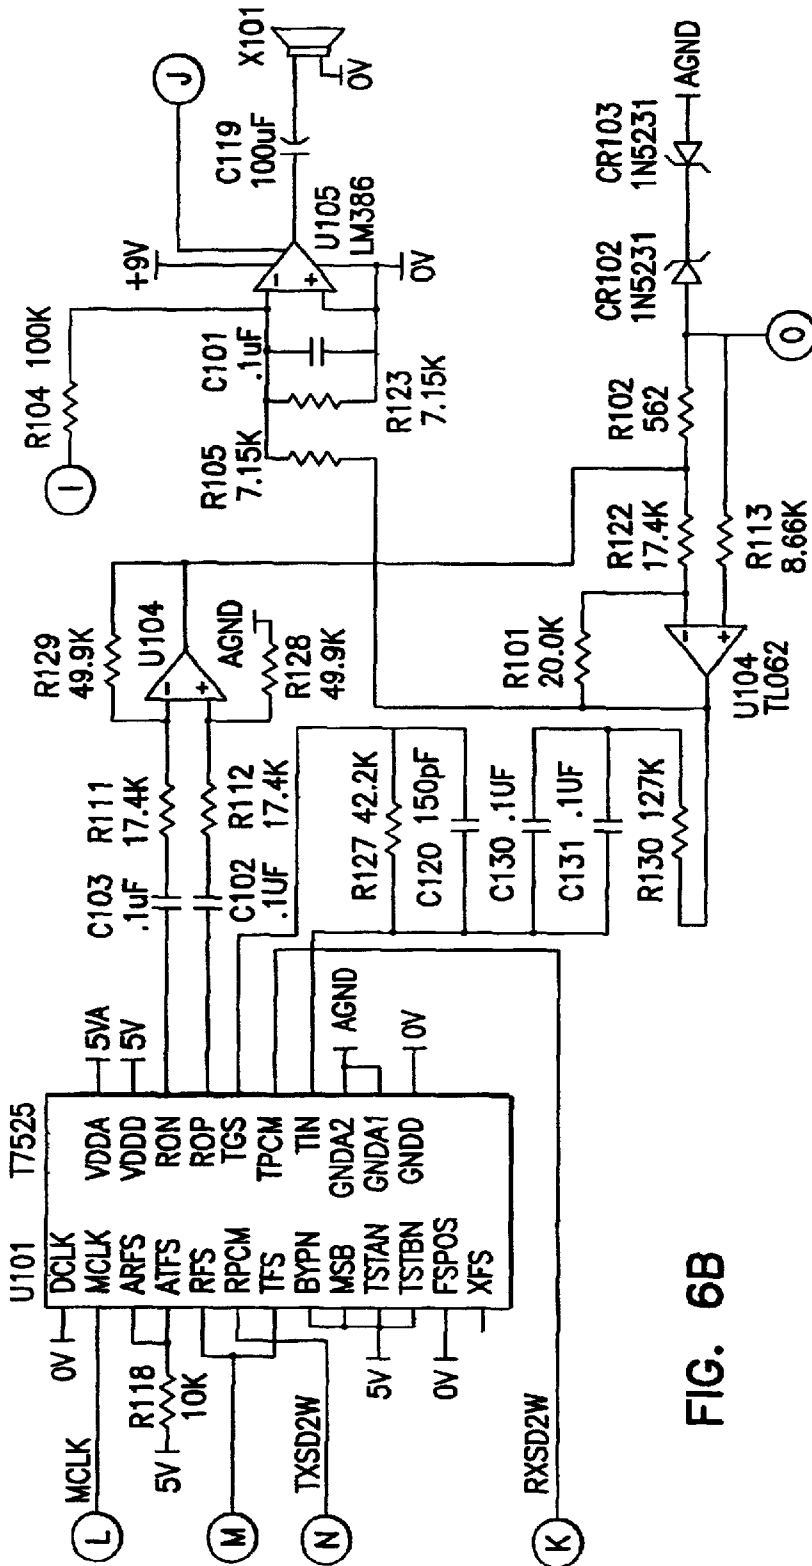 U101 T7525
DCLK
MCLK
ARFS
ATFS
RFS
RPCM
TFS
BYPN
MSB
TSTAN
TSTBN
FSPOS
XFS
VDDA
VDDD
RON
ROP
TGS
TPCM
TIN
GNDA2
GNDA1
GNDD
0V
MCLK
L
R118
10K
5V
M
TXSD2W
N
5V
0V
RXSD2W
K
5VA
5V
AGND
0V
C103
.1uF
R111
17.4K
C102
.1UF
R112
17.4K
R129
49.9K
U104
AGND
R128
49.9K
R127 42.2K
C120 150pF
C130 .1UF
C131 .1UF
R130 127K
R101
20.0K
U104
TL062
R122
17.4K
R113
8.66K
R102
562
O
CR102
1N5231
CR103
1N5231
AGND
I
R104 100K
R105
7.15K
C101
.1uF
R123
7.15K
+9V
-
+
U105
LM386
0V
J
C119
100uF
X101
0V
-
+
-
+
FIG. 6B